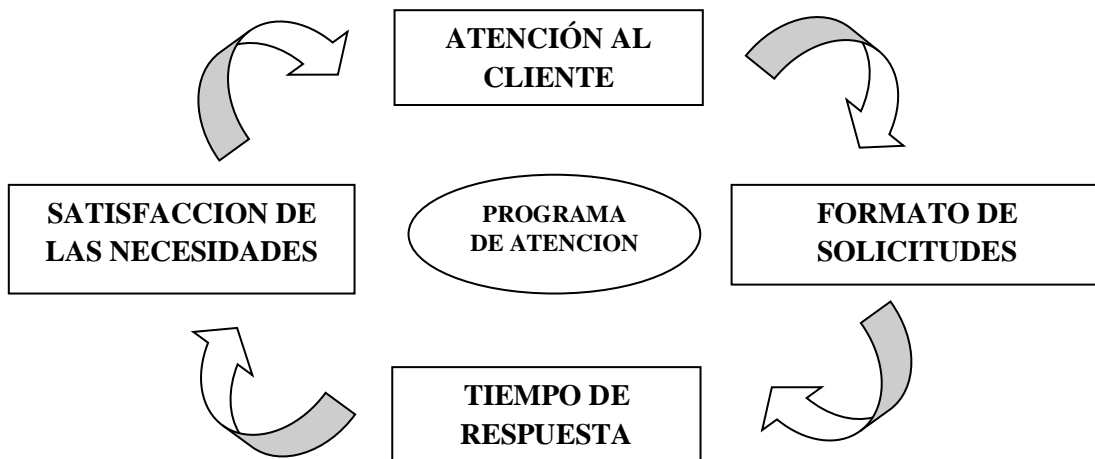 ATENCIÓN AL
CLIENTE
SATISFACCION DE
LAS NECESIDADES
PROGRAMA
DE ATENCION
FORMATO DE
SOLICITUDES
TIEMPO DE
RESPUESTA